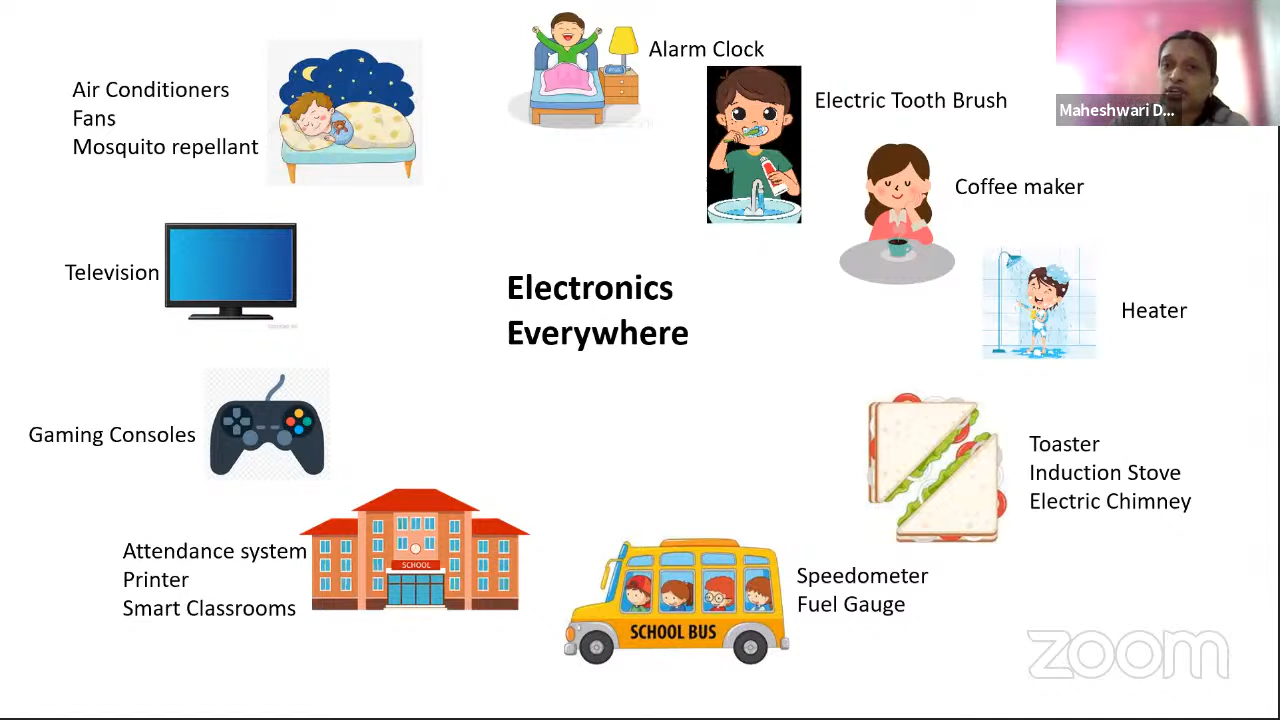 Alarm Clock
Electric Tooth Brush
Maheshwari D...
Coffee maker
Heater
Toaster
Induction Stove
Electric Chimney
Speedometer
Fuel Gauge
SCHOOL BUS
Attendance system
Printer
Smart Classrooms
SCHOOL
Gaming Consoles
Television
Air Conditioners
Fans
Mosquito repellant
Electronics
Everywhere
zoom